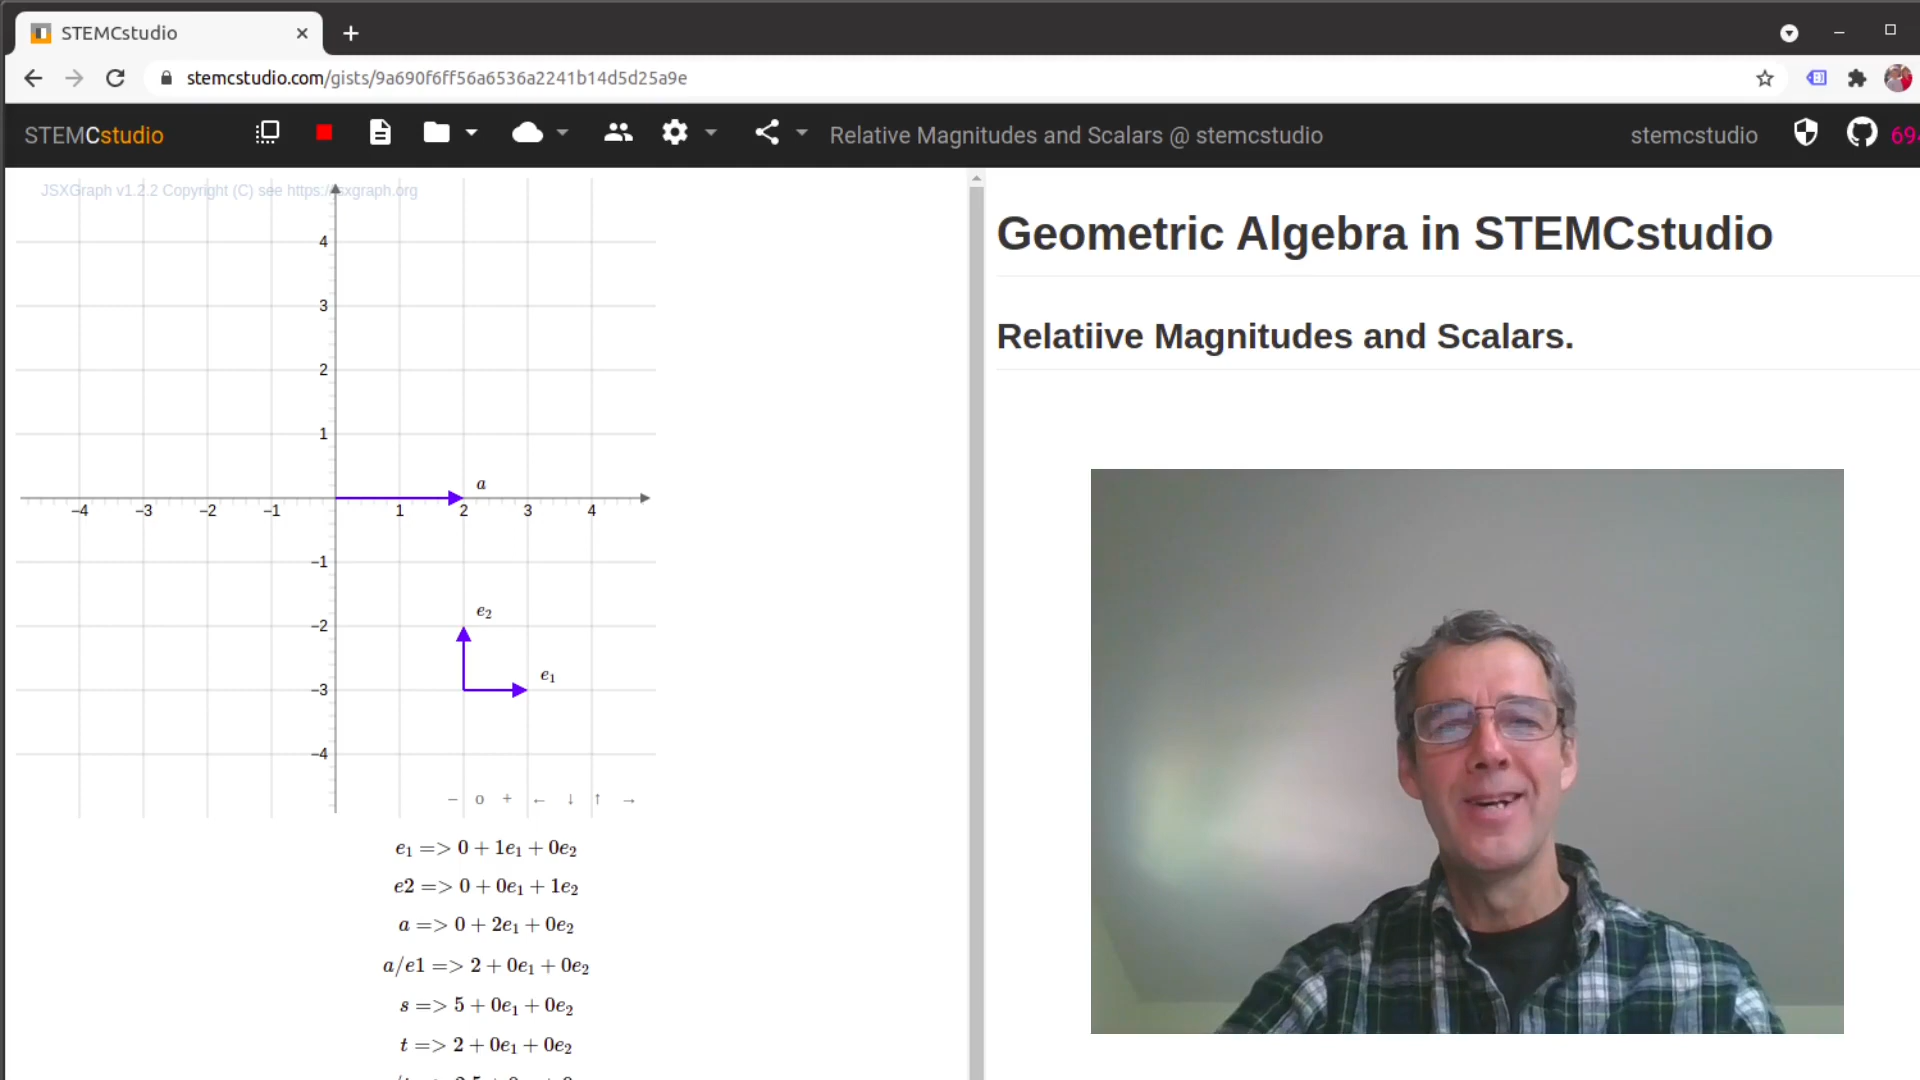 STEMCstudio
stemcstudio.com/gists/9a690f6ff56a6536a2241b14d5d25a9e
STEMCstudio
Relative Magnitudes and Scalars @ stemcstudio
stemcstudio
JSXGraph v1.2.2 Copyright (C) see https://jsxgraph.org
4
3
2
1
a
−4 −3 −2 −1 1 2 3 4
−1
e₂
−2
e₁
−3
−4
– o + ← ↓ ↑ →
e₁ => 0 + 1e₁ + 0e₂
e2 => 0 + 0e₁ + 1e₂
a => 0 + 2e₁ + 0e₂
a/e1 => 2 + 0e₁ + 0e₂
s => 5 + 0e₁ + 0e₂
t => 2 + 0e₁ + 0e₂
Geometric Algebra in STEMCstudio
Relatiive Magnitudes and Scalars.